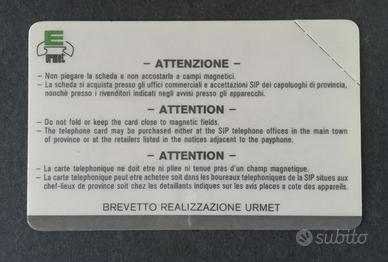 E
urmet
– ATTENZIONE –
– Non piegare la scheda e non accostarla a campi magnetici.
– La scheda si acquista presso gli uffici commerciali e accettazioni SIP dei capoluoghi di provincia,
nonchè presso i rivenditori indicati negli avvisi presso gli apparecchi.
– ATTENTION –
– Do not fold or keep the card close to magnetic fields.
– The telephone card may be purchased either at the SIP telephone offices in the main town
of province or at the retailers listed in the notices adjacent to the payphone.
– ATTENTION –
– La carte telephonique ne doit etre ni pliee ni tenue pres d'un champ magnetique.
– La carte telephonique peut etre achetee soit dans les boureaux telephoniques de la SIP situes aux
chef-lieux de province soit chez les detaillants indiques sur les avis places a cote des apareils.
BREVETTO REALIZZAZIONE URMET
subito